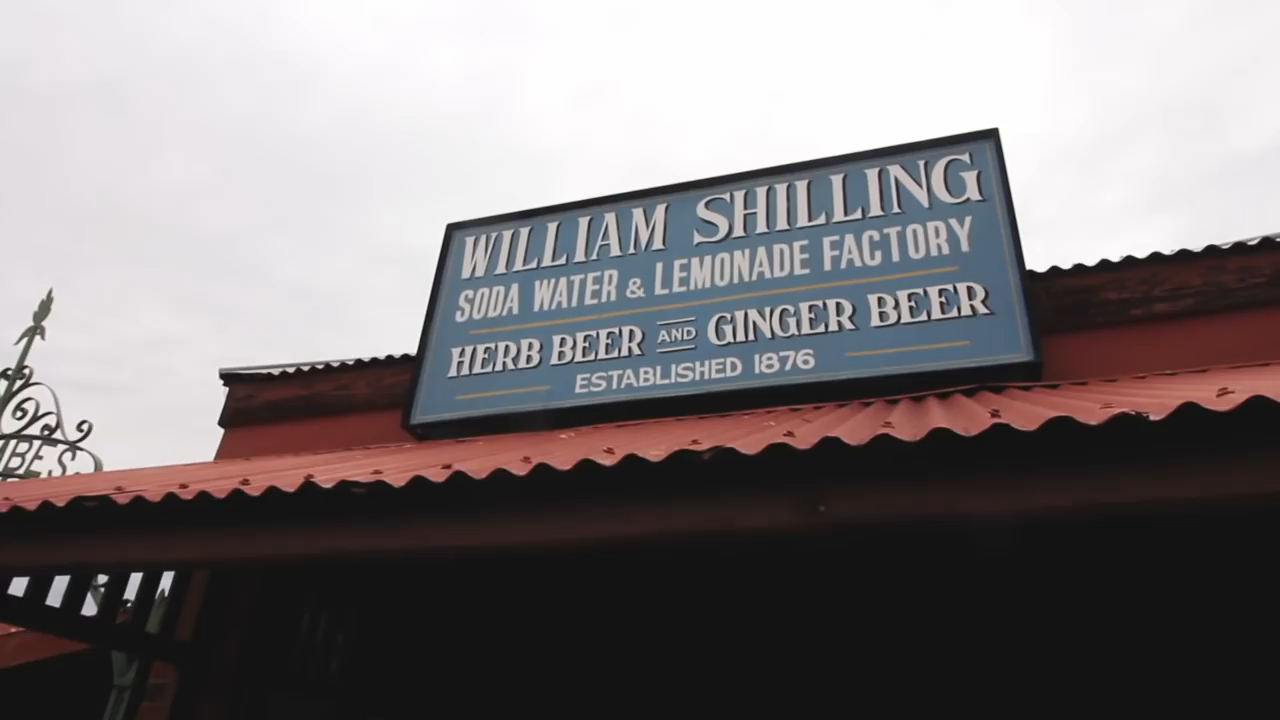 WILLIAM SHILLING
SODA WATER & LEMONADE FACTORY
HERB BEER AND GINGER BEER
ESTABLISHED 1876